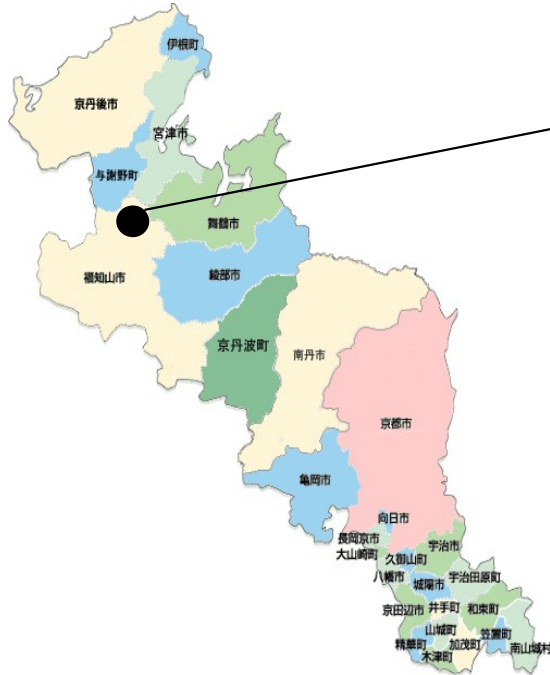 伊根町
京丹後市
宮津市
与謝野町
舞鶴市
福知山市
綾部市
京丹波町
南丹市
京都市
亀岡市
向日市
長岡京市
宇治市
大山崎町
久御山町
八幡市
宇治田原町
城陽市
京田辺市
井手町
和束町
山城町
笠置町
精華町
加茂町
南山城村
木津町